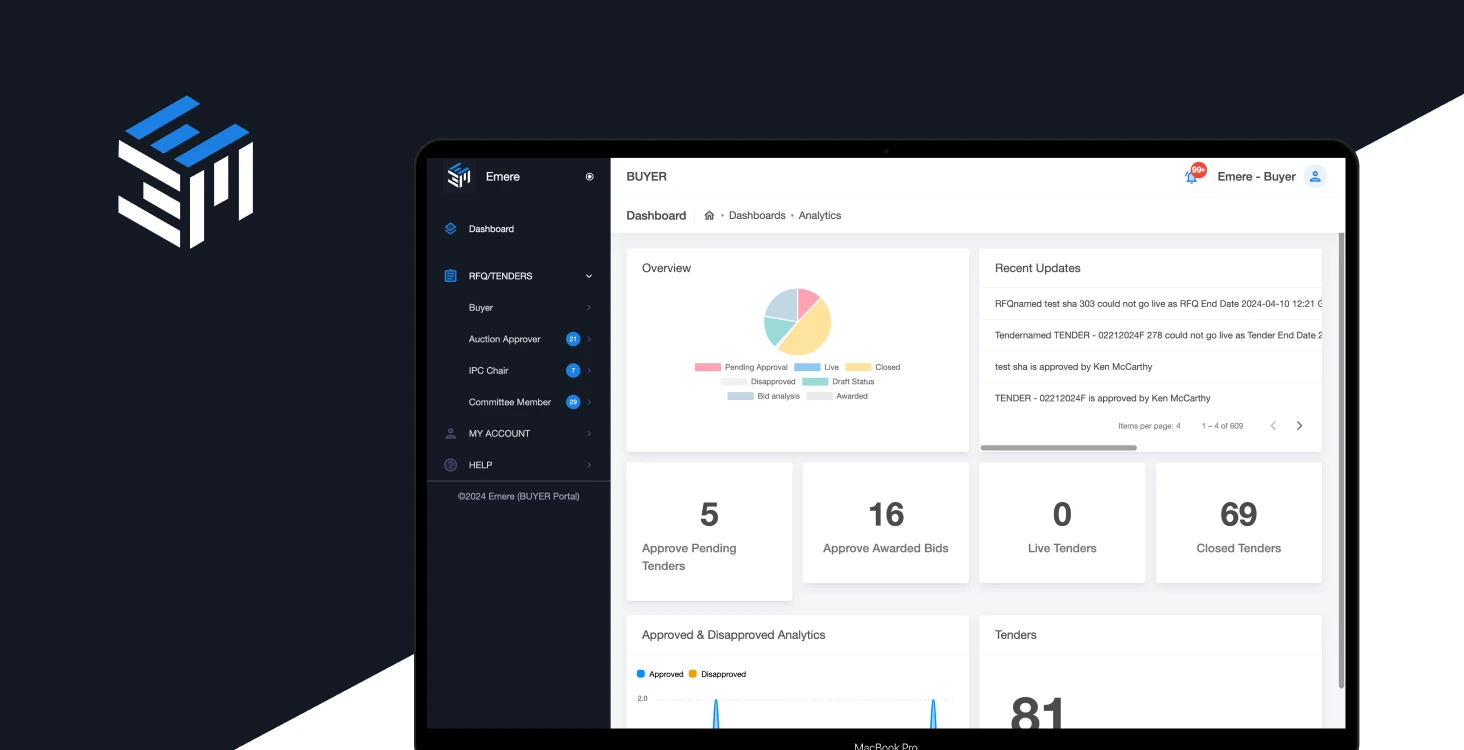 Emere
BUYER
99+
Emere - Buyer
Dashboard
Dashboards • Analytics
Dashboard
RFQ/TENDERS
Buyer
Auction Approver 21
IPC Chair 7
Committee Member 29
MY ACCOUNT
HELP
©2024 Emere (BUYER Portal)
Overview
Pending Approval Live Closed
Disapproved Draft Status
Bid analysis Awarded
Recent Updates
RFQnamed test sha 303 could not go live as RFQ End Date 2024-04-10 12:21 G
Tendernamed TENDER - 02212024F 278 could not go live as Tender End Date 2
test sha is approved by Ken McCarthy
TENDER - 02212024F is approved by Ken McCarthy
Items per page: 4 1 – 4 of 609
5
Approve Pending
Tenders
16
Approve Awarded Bids
0
Live Tenders
69
Closed Tenders
Approved & Disapproved Analytics
Approved Disapproved
2.0
Tenders
81
MacBook Pro